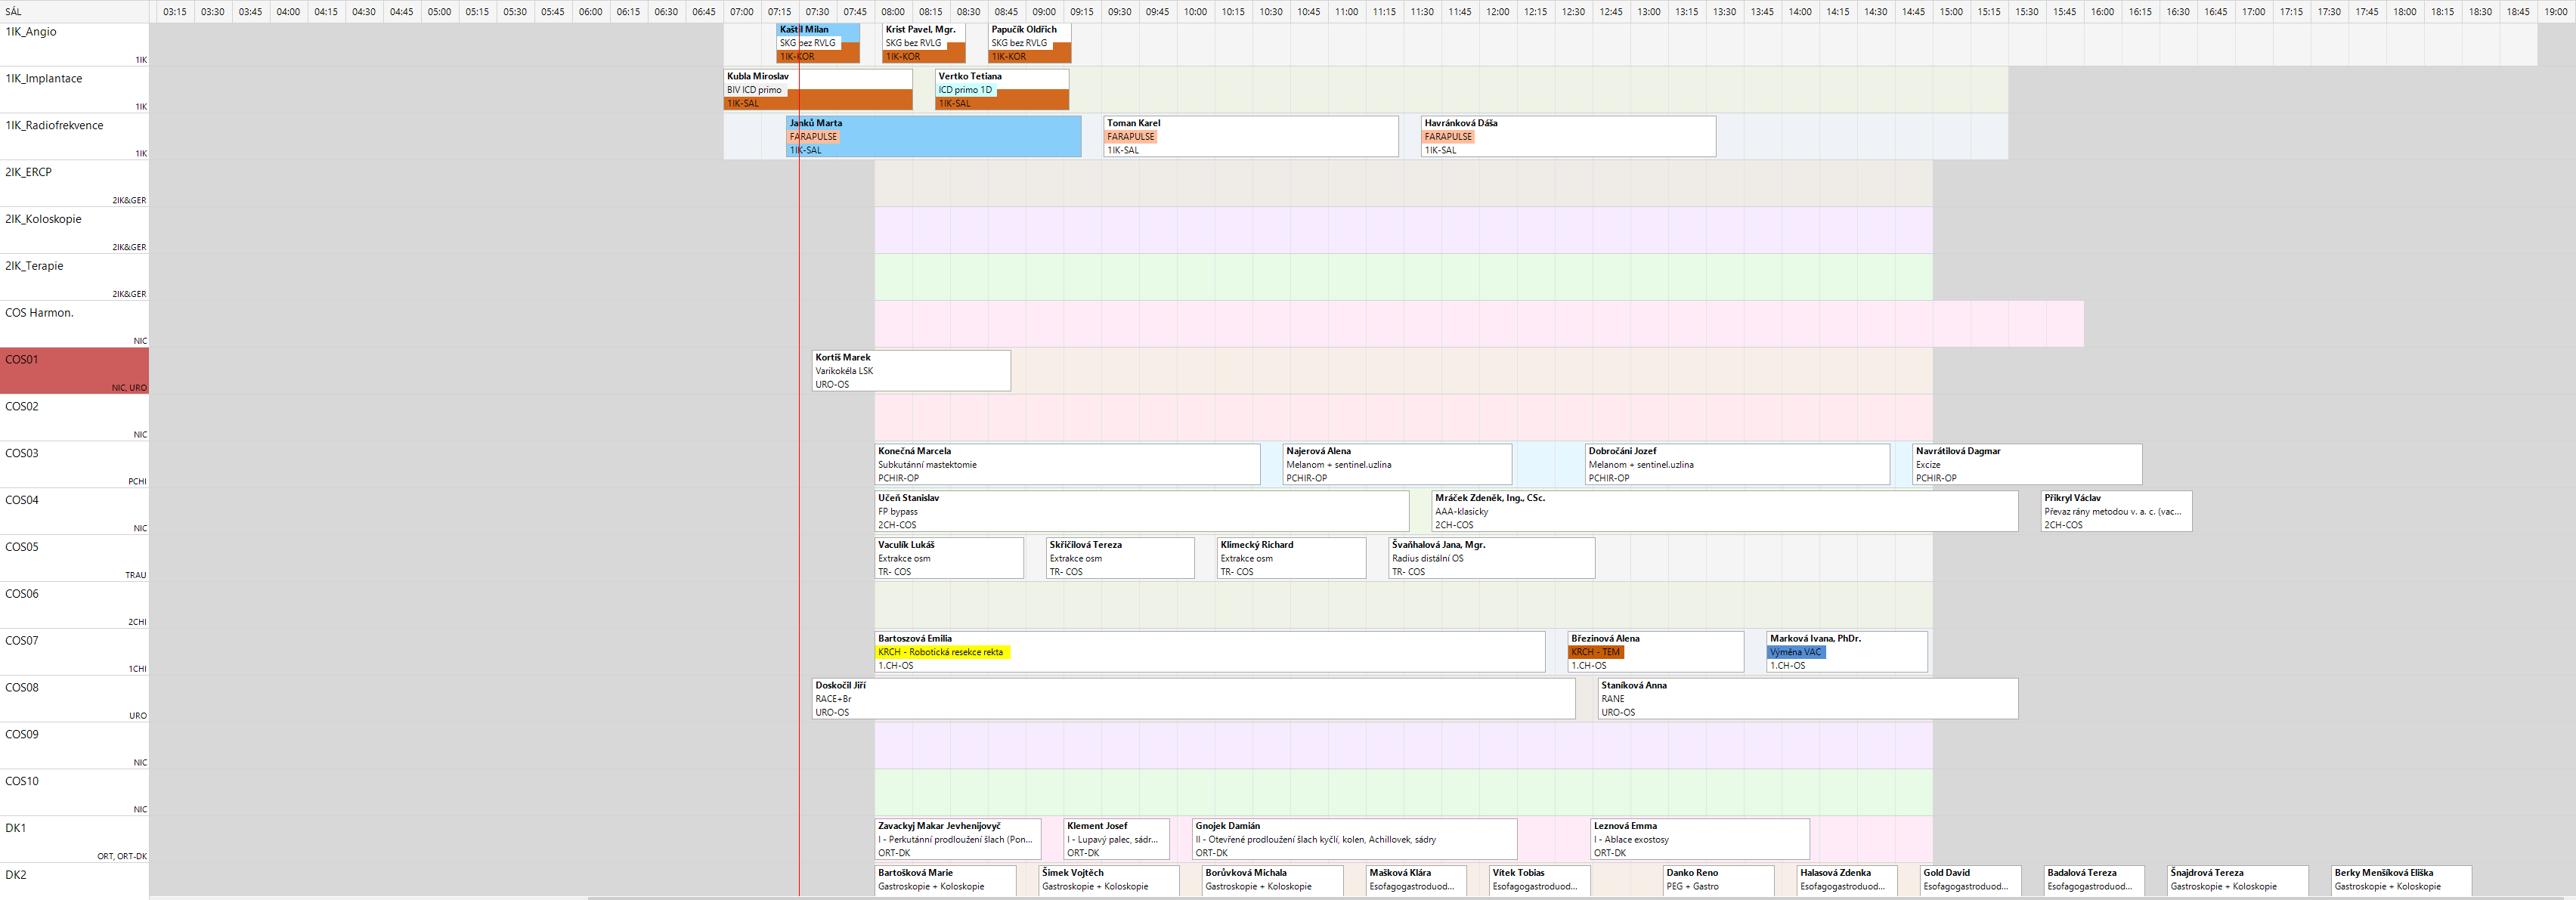 SÁL 03:15 03:30 03:45 04:00 04:15 04:30 04:45 05:00 05:15 05:30 05:45 06:00 06:15 06:30 06:45 07:00 07:15 07:30 07:45 08:00 08:15 08:30 08:45 09:00 09:15 09:30 09:45 10:00 10:15 10:30 10:45 11:00 11:15 11:30 11:45 12:00 12:15 12:30 12:45 13:00 13:15 13:30 13:45 14:00 14:15 14:30 14:45 15:00 15:15 15:30 15:45 16:00 16:15 16:30 16:45 17:00 17:15 17:30 17:45 18:00 18:15 18:30 18:45 19:00
1IK_Angio
1IK
Kaštil Milan
SKG bez RVLG
1IK-KOR
Krist Pavel, Mgr.
SKG bez RVLG
1IK-KOR
Papučík Oldřich
SKG bez RVLG
1IK-KOR
1IK_Implantace
1IK
Kubla Miroslav
BIV ICD primo
1IK-SAL
Vertko Tetiana
ICD primo 1D
1IK-SAL
1IK_Radiofrekvence
1IK
Janků Marta
FARAPULSE
1IK-SAL
Toman Karel
FARAPULSE
1IK-SAL
Havránková Dáša
FARAPULSE
1IK-SAL
2IK_ERCP
2IK&GER
2IK_Koloskopie
2IK&GER
2IK_Terapie
2IK&GER
COS Harmon.
NIC
COS01
NIC, URO
Kortiš Marek
Varikokéla LSK
URO-OS
COS02
NIC
COS03
PCHI
Konečná Marcela
Subkutánní mastektomie
PCHIR-OP
Najerová Alena
Melanom + sentinel.uzlina
PCHIR-OP
Dobročáni Jozef
Melanom + sentinel.uzlina
PCHIR-OP
Navrátilová Dagmar
Excize
PCHIR-OP
COS04
NIC
Učeň Stanislav
FP bypass
2CH-COS
Mráček Zdeněk, Ing., CSc.
AAA-klasicky
2CH-COS
Přikryl Václav
Převaz rány metodou v. a. c. (vac...
2CH-COS
COS05
TRAU
Vaculík Lukáš
Extrakce osm
TR- COS
Skřičilová Tereza
Extrakce osm
TR- COS
Klimecký Richard
Extrakce osm
TR- COS
Švaňhalová Jana, Mgr.
Radius distální OS
TR- COS
COS06
2CHI
COS07
1CHI
Bartoszová Emilia
KRCH - Robotická resekce rekta
1.CH-OS
Březinová Alena
KRCH - TEM
1.CH-OS
Marková Ivana, PhDr.
Výměna VAC
1.CH-OS
COS08
URO
Doskočil Jiří
RACE+Br
URO-OS
Staníková Anna
RANE
URO-OS
COS09
NIC
COS10
NIC
DK1
ORT, ORT-DK
Zavackyj Makar Jevhenijovyč
I - Perkutánní prodloužení šlach (Pon...
ORT-DK
Klement Josef
I - Lupavý palec, sádr...
ORT-DK
Gnojek Damián
II - Otevřené prodloužení šlach kyčlí, kolen, Achillovek, sádry
ORT-DK
Leznova Emma
I - Ablace exostosy
ORT-DK
DK2
Bartošková Marie
Gastroskopie + Koloskopie
Šimek Vojtěch
Gastroskopie + Koloskopie
Borůvková Michala
Gastroskopie + Koloskopie
Mašková Klára
Esofagogastroduod...
Vítek Tobias
Esofagogastroduod...
Danko Reno
PEG + Gastro
Halasová Zdenka
Esofagogastroduod...
Gold David
Esofagogastroduod...
Badalová Tereza
Esofagogastroduod...
Šnajdrová Tereza
Gastroskopie + Koloskopie
Berky Menšíková Eliška
Gastroskopie + Koloskopie